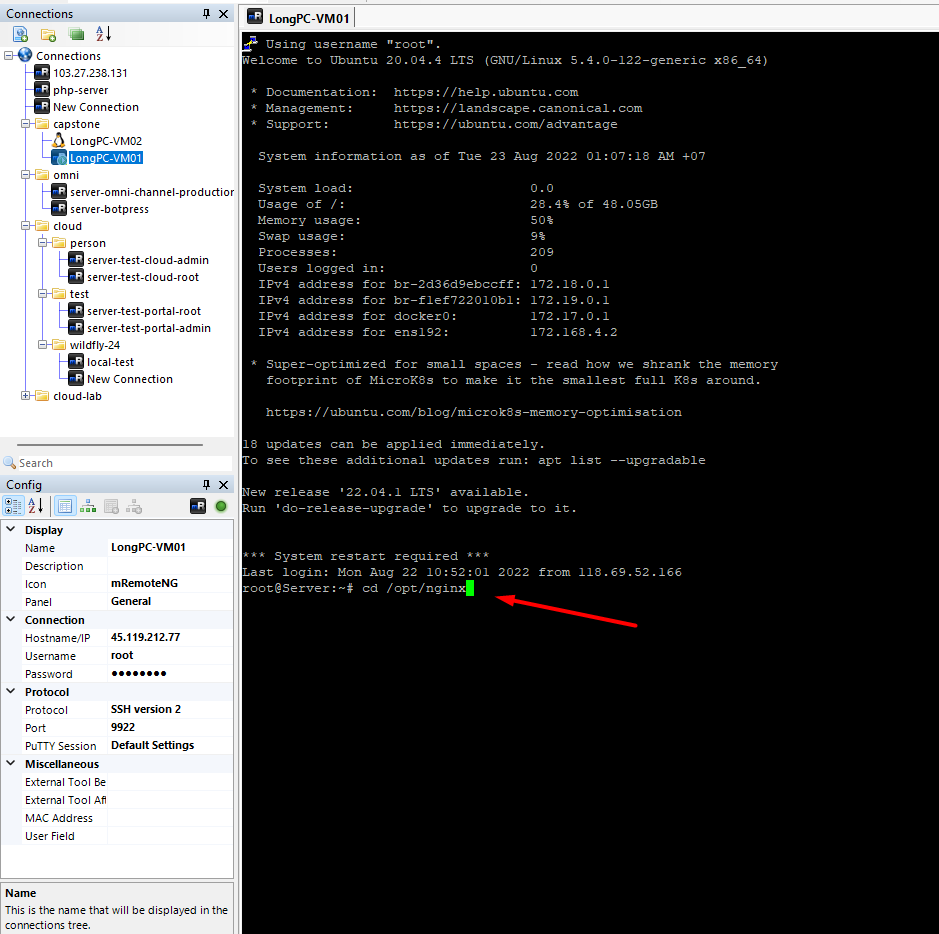 Connections
Connections
103.27.238.131
php-server
New Connection
capstone
LongPC-VM02
LongPC-VM01
omni
server-omni-channel-production
server-botpress
cloud
person
server-test-cloud-admin
server-test-cloud-root
test
server-test-portal-root
server-test-portal-admin
wildfly-24
local-test
New Connection
cloud-lab
Search
Config
Display
Name LongPC-VM01
Description
Icon mRemoteNG
Panel General
Connection
Hostname/IP 45.119.212.77
Username root
Password ●●●●●●●●
Protocol
Protocol SSH version 2
Port 9922
PuTTY Session Default Settings
Miscellaneous
External Tool Be
External Tool Aft
MAC Address
User Field
Name
This is the name that will be displayed in the
connections tree.
LongPC-VM01
Using username "root".
Welcome to Ubuntu 20.04.4 LTS (GNU/Linux 5.4.0-122-generic x86_64)
* Documentation: https://help.ubuntu.com
* Management: https://landscape.canonical.com
* Support: https://ubuntu.com/advantage
System information as of Tue 23 Aug 2022 01:07:18 AM +07
System load: 0.0
Usage of /: 28.4% of 48.05GB
Memory usage: 50%
Swap usage: 9%
Processes: 209
Users logged in: 0
IPv4 address for br-2d36d9ebccff: 172.18.0.1
IPv4 address for br-f1ef722010b1: 172.19.0.1
IPv4 address for docker0: 172.17.0.1
IPv4 address for ens192: 172.168.4.2
* Super-optimized for small spaces - read how we shrank the memory
footprint of MicroK8s to make it the smallest full K8s around.
https://ubuntu.com/blog/microk8s-memory-optimisation
18 updates can be applied immediately.
To see these additional updates run: apt list --upgradable
New release '22.04.1 LTS' available.
Run 'do-release-upgrade' to upgrade to it.
*** System restart required ***
Last login: Mon Aug 22 10:52:01 2022 from 118.69.52.166
root@Server:~# cd /opt/nginx